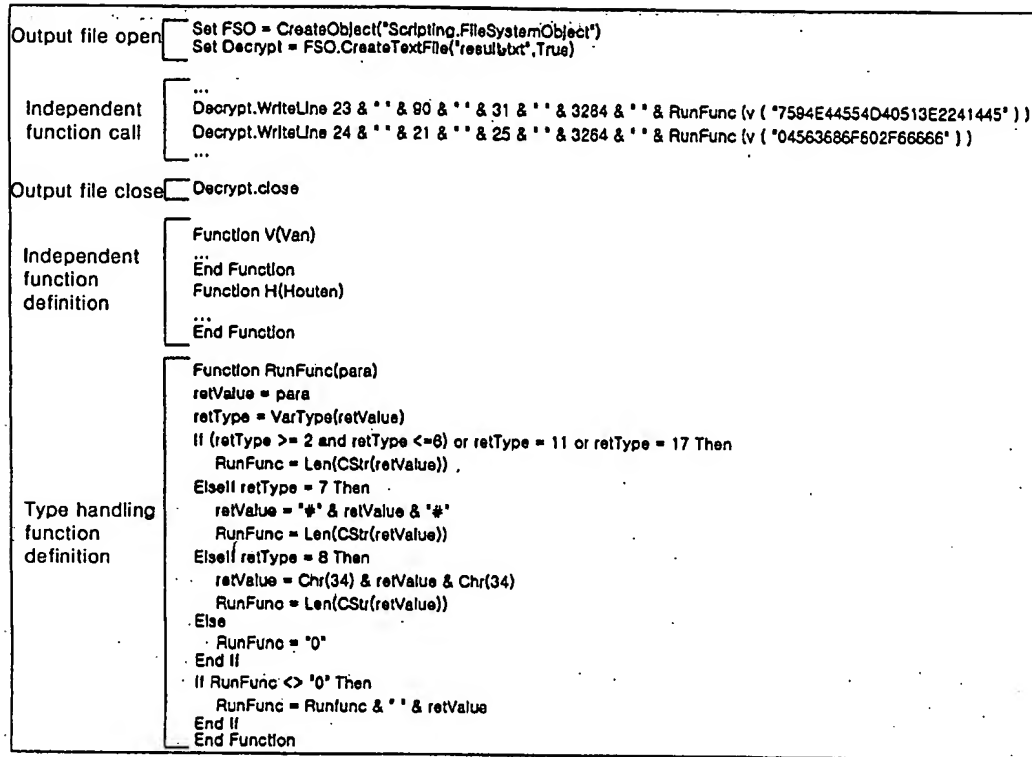 Output file open
Set FSO = CreateObject("Scripting.FileSystemObject")
Set Decrypt = FSO.CreateTextFile("result.txt",True)
Independent
function call
...
Decrypt.WriteLine 23 & " " & 90 & " " & 31 & " " & 3264 & " " & RunFunc (v ( "7594E44554D40513E2241445" ) )
Decrypt.WriteLine 24 & " " & 21 & " " & 25 & " " & 3264 & " " & RunFunc (v ( "04563686F602F66666" ) )
...
Output file close
Decrypt.close
Independent
function
definition
Function V(Van)
...
End Function
Function H(Houten)
...
End Function
Type handling
function
definition
Function RunFunc(para)
retValue = para
retType = VarType(retValue)
If (retType >= 2 and retType <=6) or retType = 11 or retType = 17 Then
RunFunc = Len(CStr(retValue))
ElseIf retType = 7 Then
retValue = "#" & retValue & "#"
RunFunc = Len(CStr(retValue))
ElseIf retType = 8 Then
retValue = Chr(34) & retValue & Chr(34)
RunFunc = Len(CStr(retValue))
Else
RunFunc = "0"
End If
If RunFunc <> "0" Then
RunFunc = Runfunc & " " & retValue
End If
End Function